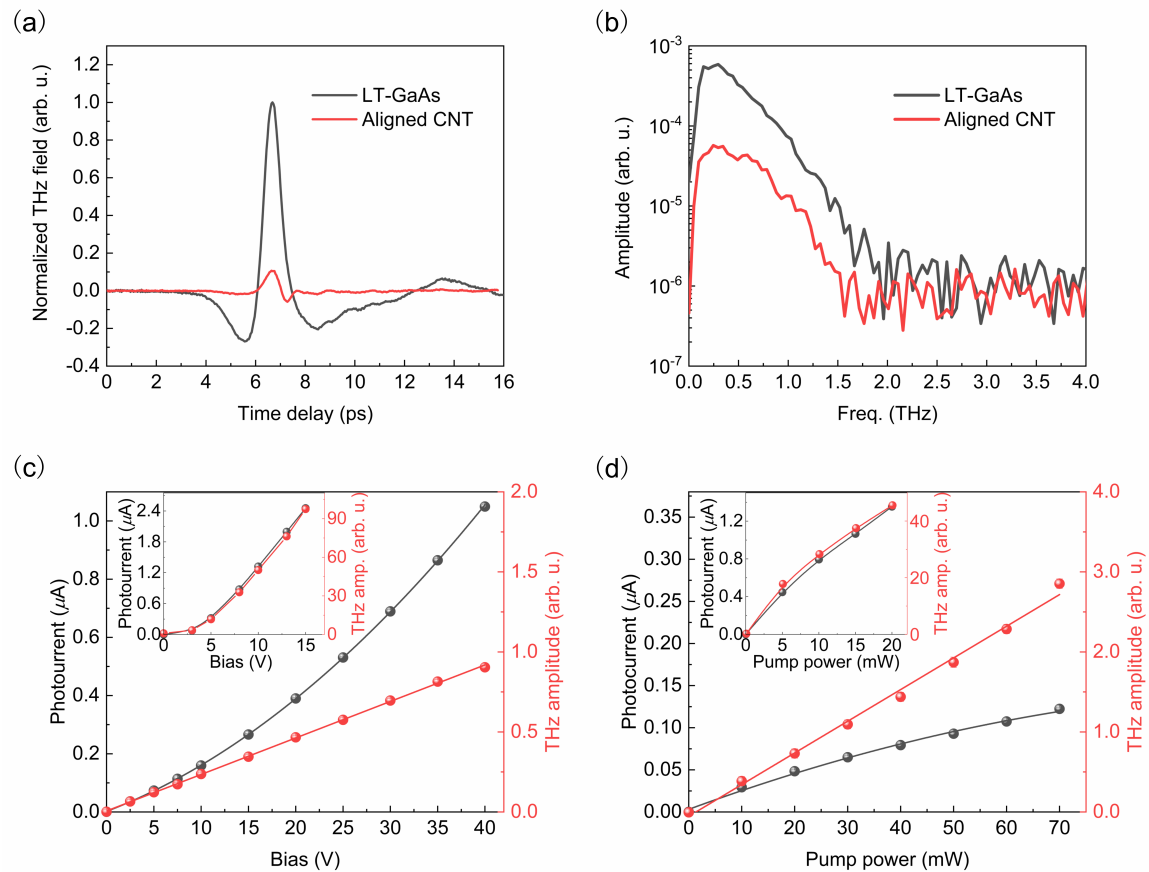 (a)
Normalized THz field (arb. u.)
1.2
1.0
0.8
0.6
0.4
0.2
0.0
-0.2
-0.4
LT-GaAs
Aligned CNT
0 2 4 6 8 10 12 14 16
Time delay (ps)
(b)
Amplitude (arb. u.)
10-3
10-4
10-5
10-6
10-7
LT-GaAs
Aligned CNT
0.0 0.5 1.0 1.5 2.0 2.5 3.0 3.5 4.0
Freq. (THz)
(c)
Photourrent (μA)
1.0
0.8
0.6
0.4
0.2
0.0
Photourrent (μA)
2.4
1.8
1.2
0.6
0.0
90
60
30
0
THz amp. (arb. u.)
0 5 10 15
Bias (V)
2.0
1.5
1.0
0.5
0.0
THz amplitude (arb. u.)
0 5 10 15 20 25 30 35 40
Bias (V)
(d)
Photocurrent (μA)
0.35
0.30
0.25
0.20
0.15
0.10
0.05
0.00
Photourrent (μA)
1.2
0.8
0.4
0.0
40
20
0
THz amp. (arb. u.)
0 5 10 15 20
Pump power (mW)
4.0
3.0
2.0
1.0
0.0
THz amplitude (arb. u.)
0 10 20 30 40 50 60 70
Pump power (mW)